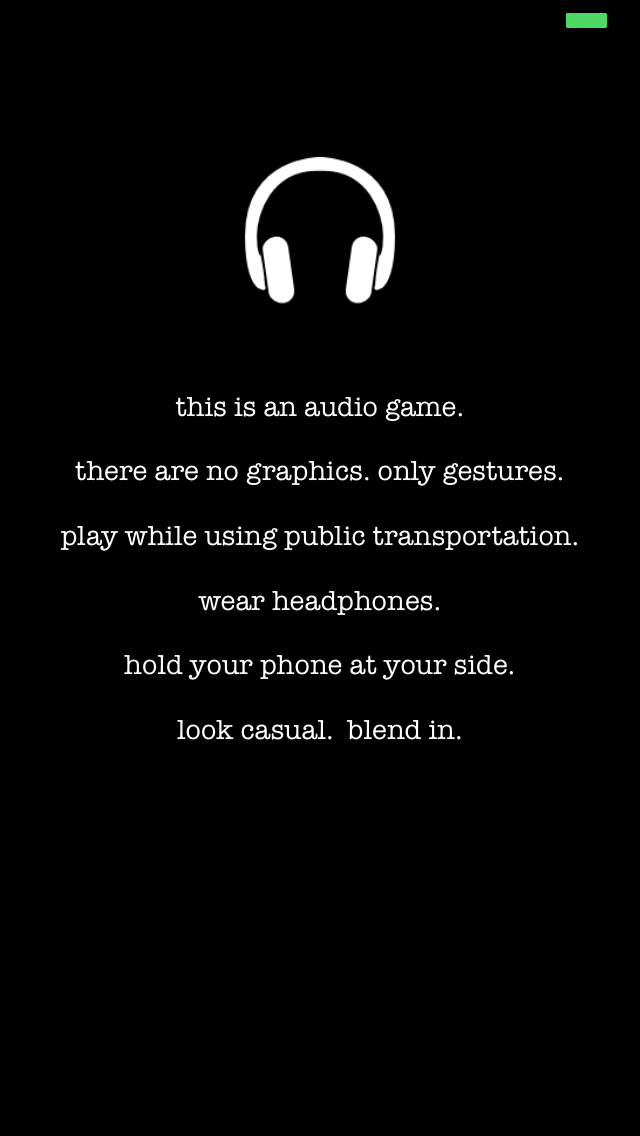 this is an audio game.
there are no graphics. only gestures.
play while using public transportation.
wear headphones.
hold your phone at your side.
look casual.  blend in.